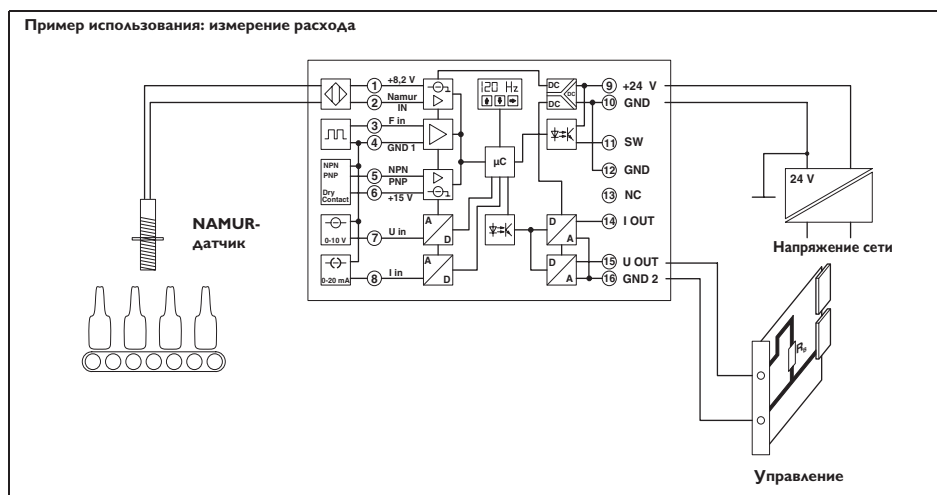 Пример использования: измерение расхода
1 +8,2 V
2 Namur
IN
3 F in
4 GND 1
NPN
PNP
Dry
Contact
5 NPN
PNP
6 +15 V
0-10 V
7 U in
0-20 mA
8 I in
A
D
A
D
120 Hz
µC
DC
DC
DC
D
A
D
A
9 +24 V
10 GND
11 SW
12 GND
13 NC
14 I OUT
15 U OUT
16 GND 2
24 V
Напряжение сети
NAMUR-
датчик
Управление